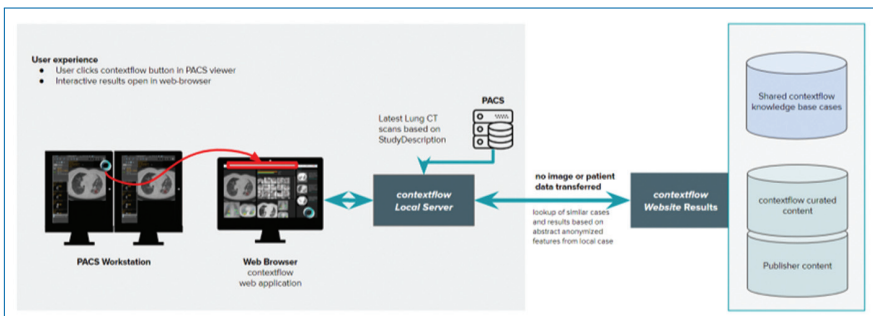 User experience
• User clicks contextflow button in PACS viewer
• Interactive results open in web-browser
PACS
Latest Lung CT
scans based on
StudyDescription
Shared contextflow
knowledge base cases
no image or patient
data transferred
contextflow
Local Server
contextflow
Website Results
contextflow curated
content
lookup of similar cases
and results based on
abstract anonymized
features from local case
PACS Workstation
Web Browser
contextflow
web application
Publisher content